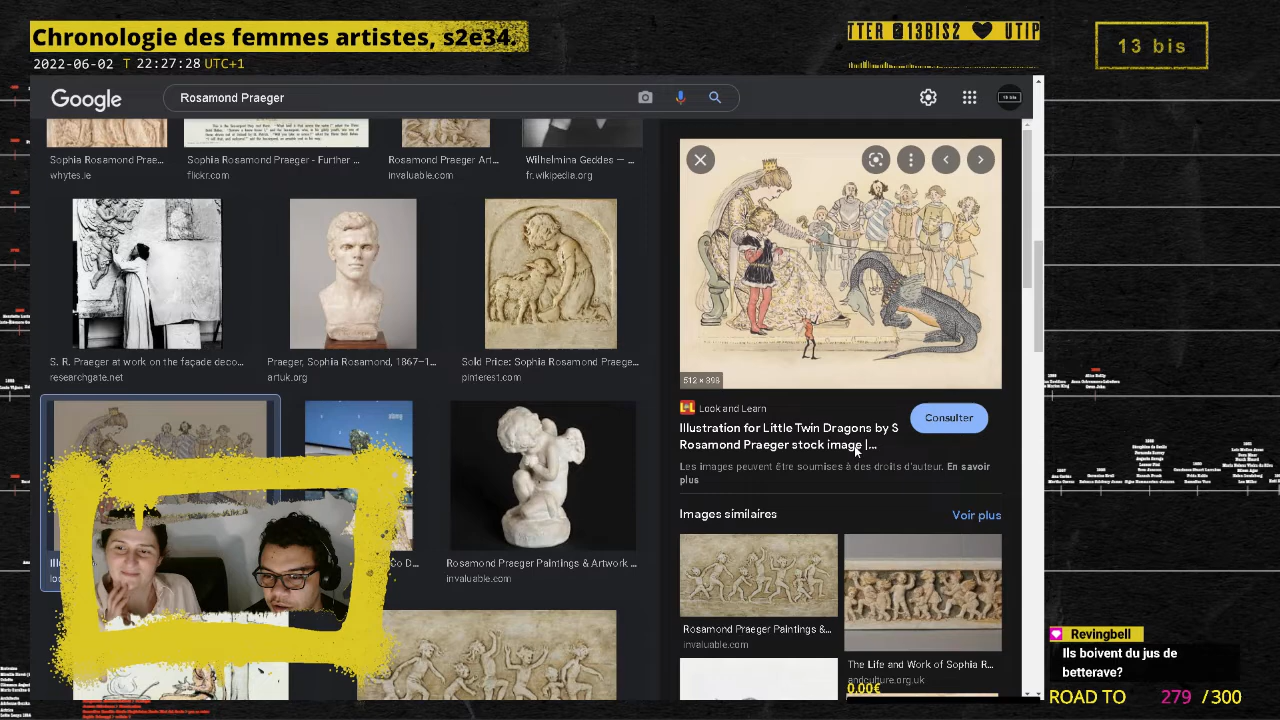 Chronologie des femmes artistes, s2e34.
2022-06-02 T 22:27:28 UTC+1
TTER @13BIS2 ♥ UTIP
13 bis
Google
Rosamond Praeger
13 bis
Sophia Rosamond Prae...
whytes.ie
Sophia Rosamond Praeger - Further ...
flickr.com
Rosamond Praeger Art...
invaluable.com
Wilhelmina Geddes — ...
fr.wikipedia.org
S. R. Praeger at work on the façade deco...
researchgate.net
Praeger, Sophia Rosamond, 1867–1...
artuk.org
Sold Price: Sophia Rosamond Praege...
pinterest.com
Co D...
Rosamond Praeger Paintings & Artwork ...
invaluable.com
512 × 398
Look and Learn
Illustration for Little Twin Dragons by S
Rosamond Praeger stock image |...
Consulter
Les images peuvent être soumises à des droits d'auteur. En savoir
plus
Images similaires
Voir plus
Rosamond Praeger Paintings &...
invaluable.com
The Life and Work of Sophia R...
andculture.org.uk
0.00€
Revingbell
Ils boivent du jus de
betterave?
ROAD TO 279 / 300